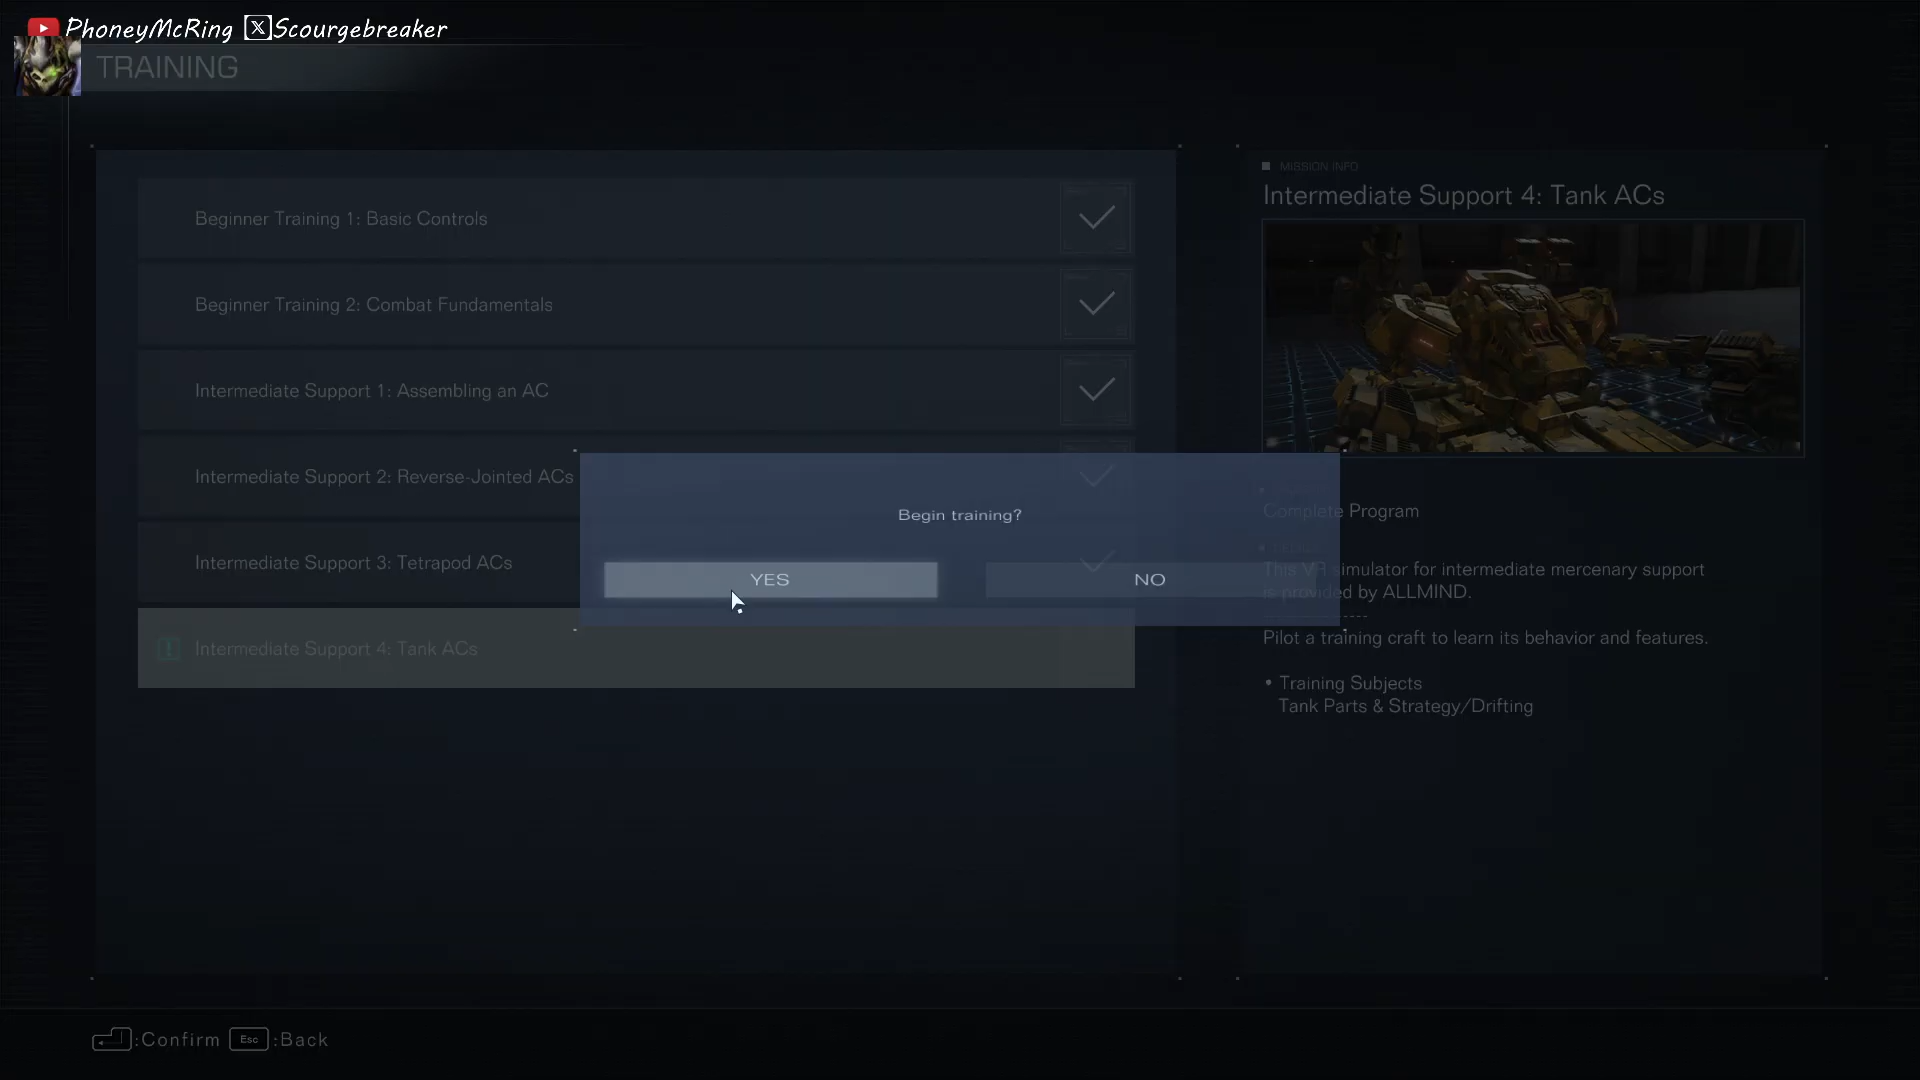 PhoneyMcRing Scourgebreaker
TRAINING
Beginner Training 1: Basic Controls
Beginner Training 2: Combat Fundamentals
Intermediate Support 1: Assembling an AC
Intermediate Support 2: Reverse-Jointed ACs
Intermediate Support 3: Tetrapod ACs
Intermediate Support 4: Tank ACs
MISSION INFO
Intermediate Support 4: Tank ACs
Complete Program
This VR simulator for intermediate mercenary support
is provided by ALLMIND.
Pilot a training craft to learn its behavior and features.
• Training Subjects
Tank Parts & Strategy/Drifting
Begin training?
YES
NO
:Confirm Esc :Back